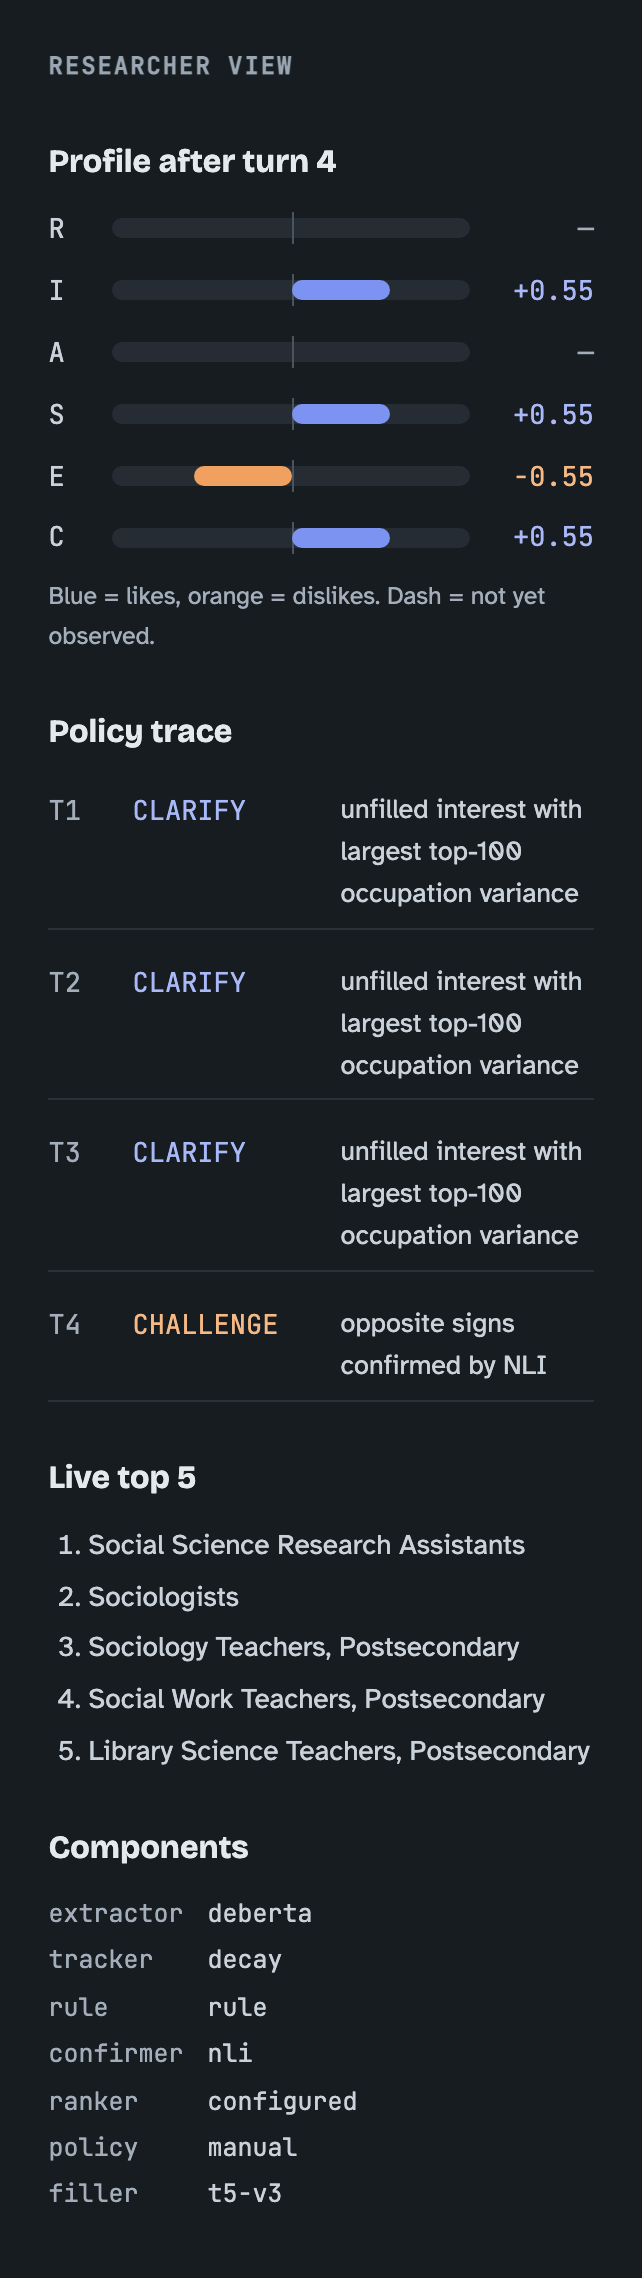 RESEARCHER VIEW
Profile after turn 4
R —
I +0.55
A —
S +0.55
E -0.55
C +0.55
Blue = likes, orange = dislikes. Dash = not yet
observed.
Policy trace
T1 CLARIFY unfilled interest with
largest top-100
occupation variance
T2 CLARIFY unfilled interest with
largest top-100
occupation variance
T3 CLARIFY unfilled interest with
largest top-100
occupation variance
T4 CHALLENGE opposite signs
confirmed by NLI
Live top 5
1. Social Science Research Assistants
2. Sociologists
3. Sociology Teachers, Postsecondary
4. Social Work Teachers, Postsecondary
5. Library Science Teachers, Postsecondary
Components
extractor deberta
tracker decay
rule rule
confirmer nli
ranker configured
policy manual
filler t5-v3